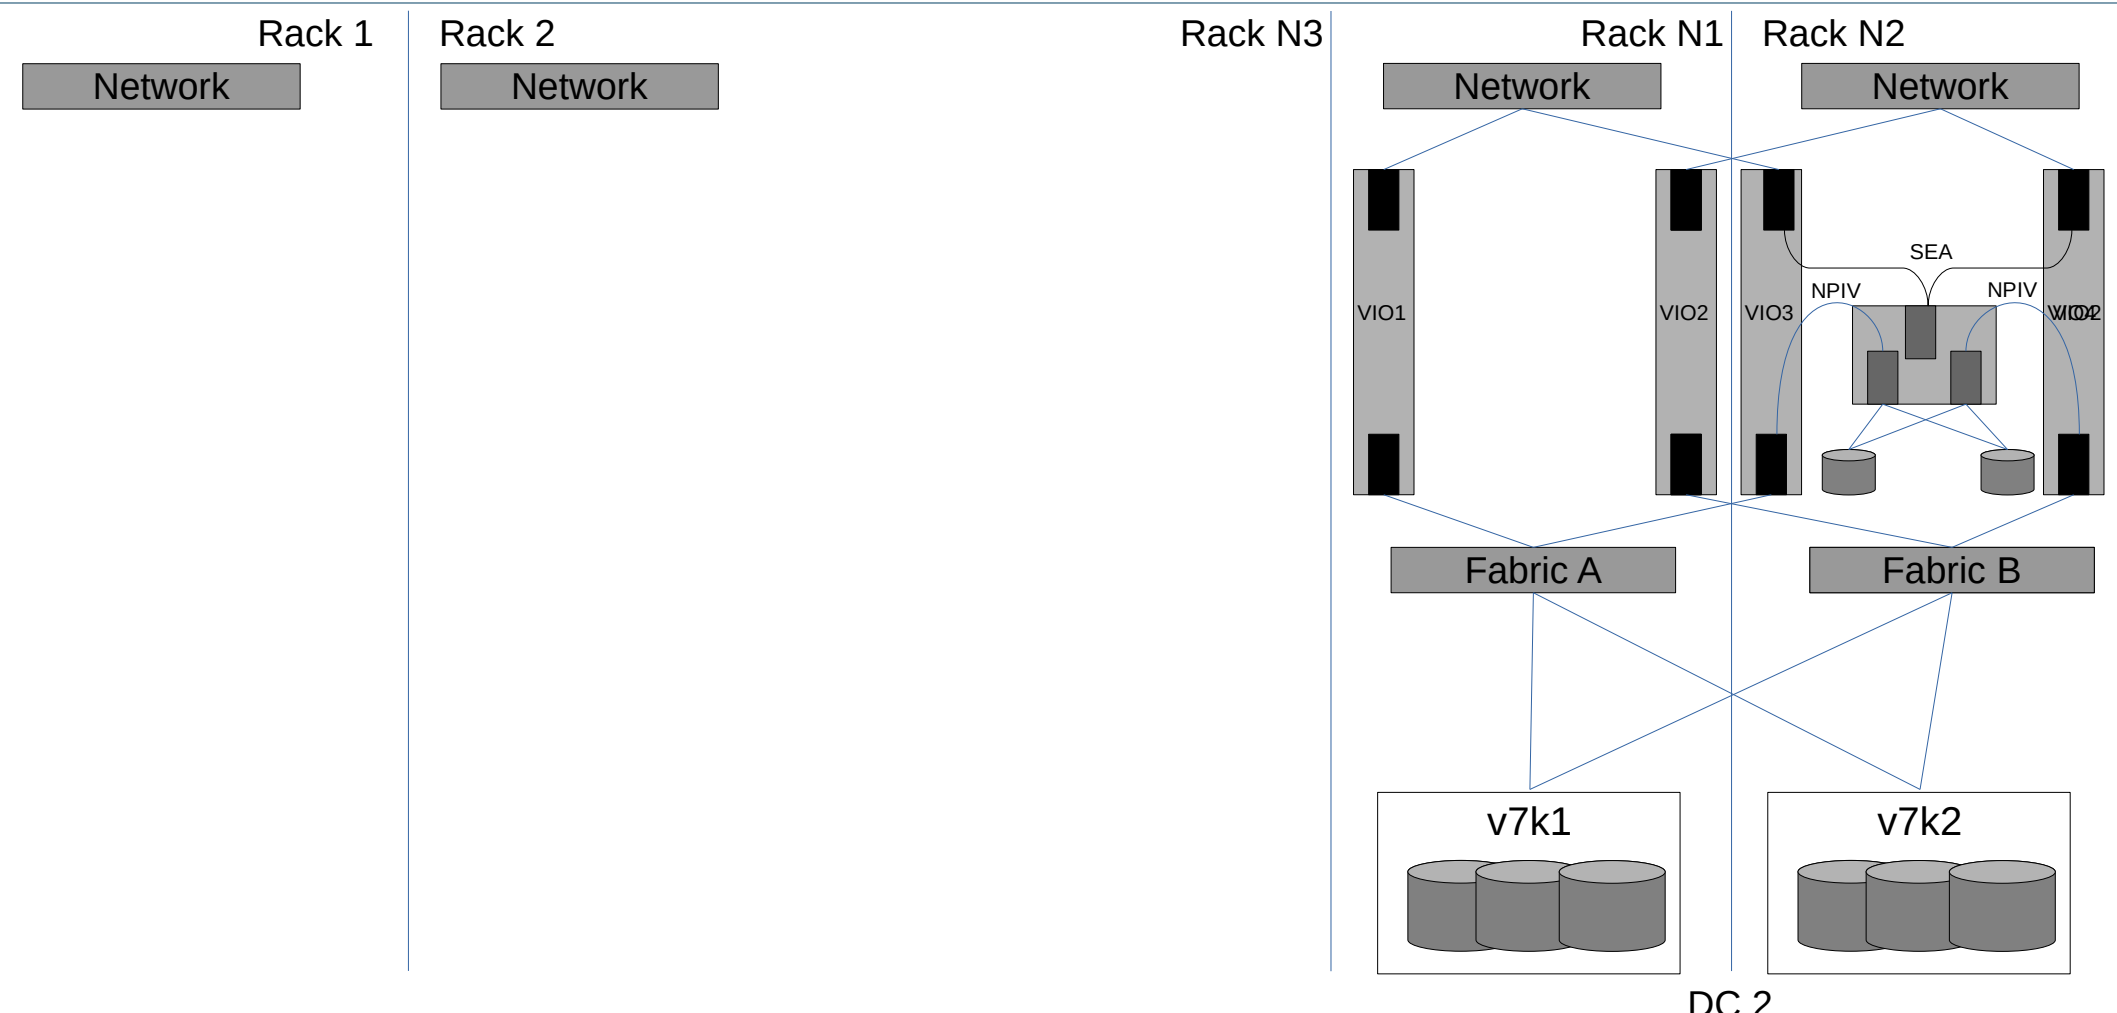 Rack 1
Rack 2
Rack N3
Rack N1
Rack N2
Network
Network
Network
Network
SEA
NPIV
NPIV
VIO1
VIO2
VIO3
Fabric A
Fabric B
v7k1
v7k2
DC 2